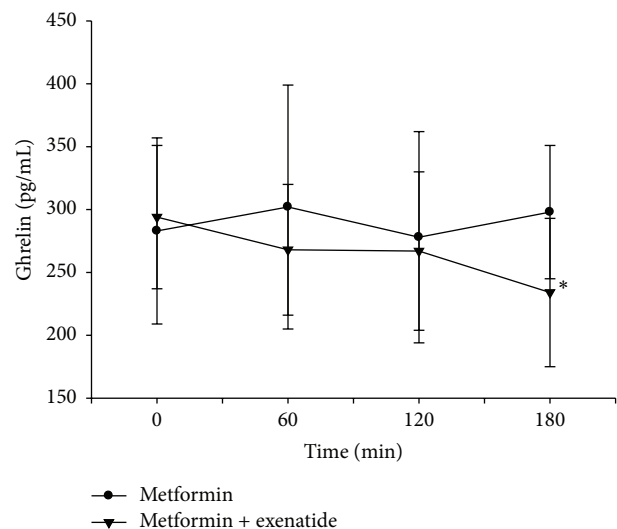 450
400
350
300
250
200
150
Ghrelin (pg/mL)
*
0 60 120 180
Time (min)
Metformin
Metformin + exenatide